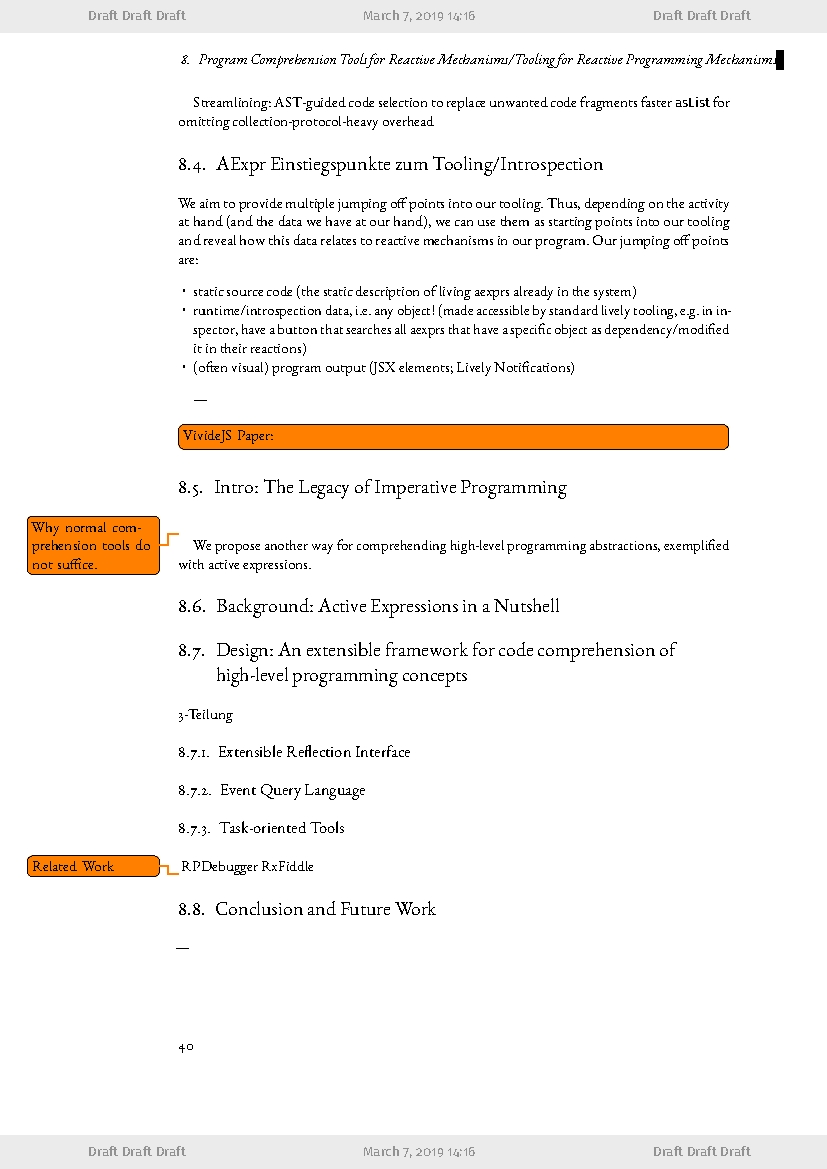 Draft Draft Draft March 7, 2019 14:16 Draft Draft Draft
8. Program Comprehension Tools for Reactive Mechanisms/Tooling for Reactive Programming Mechanisms
Streamlining: AST-guided code selection to replace unwanted code fragments faster asList for
omitting collection-protocol-heavy overhead
8.4. AExpr Einstiegspunkte zum Tooling/Introspection
We aim to provide multiple jumping off points into our tooling. Thus, depending on the activity
at hand (and the data we have at our hand), we can use them as starting points into our tooling
and reveal how this data relates to reactive mechanisms in our program. Our jumping off points
are:
• static source code (the static description of living aexprs already in the system)
• runtime/introspection data, i.e. any object! (made accessible by standard lively tooling, e.g. in in-
spector, have a button that searches all aexprs that have a specific object as dependency/modified
it in their reactions)
• (often visual) program output (JSX elements; Lively Notifications)
—
VivideJS Paper:
8.5. Intro: The Legacy of Imperative Programming
Why normal com-
prehension tools do
not suffice.
We propose another way for comprehending high-level programming abstractions, exemplified
with active expressions.
8.6. Background: Active Expressions in a Nutshell
8.7. Design: An extensible framework for code comprehension of
high-level programming concepts
3-Teilung
8.7.1. Extensible Reflection Interface
8.7.2. Event Query Language
8.7.3. Task-oriented Tools
Related Work
RPDebugger RxFiddle
8.8. Conclusion and Future Work
—
40
Draft Draft Draft March 7, 2019 14:16 Draft Draft Draft